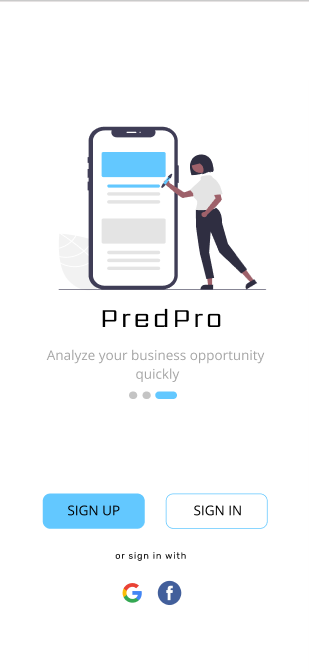 PredPro
Analyze your business opportunity
quickly
SIGN UP
SIGN IN
or sign in with